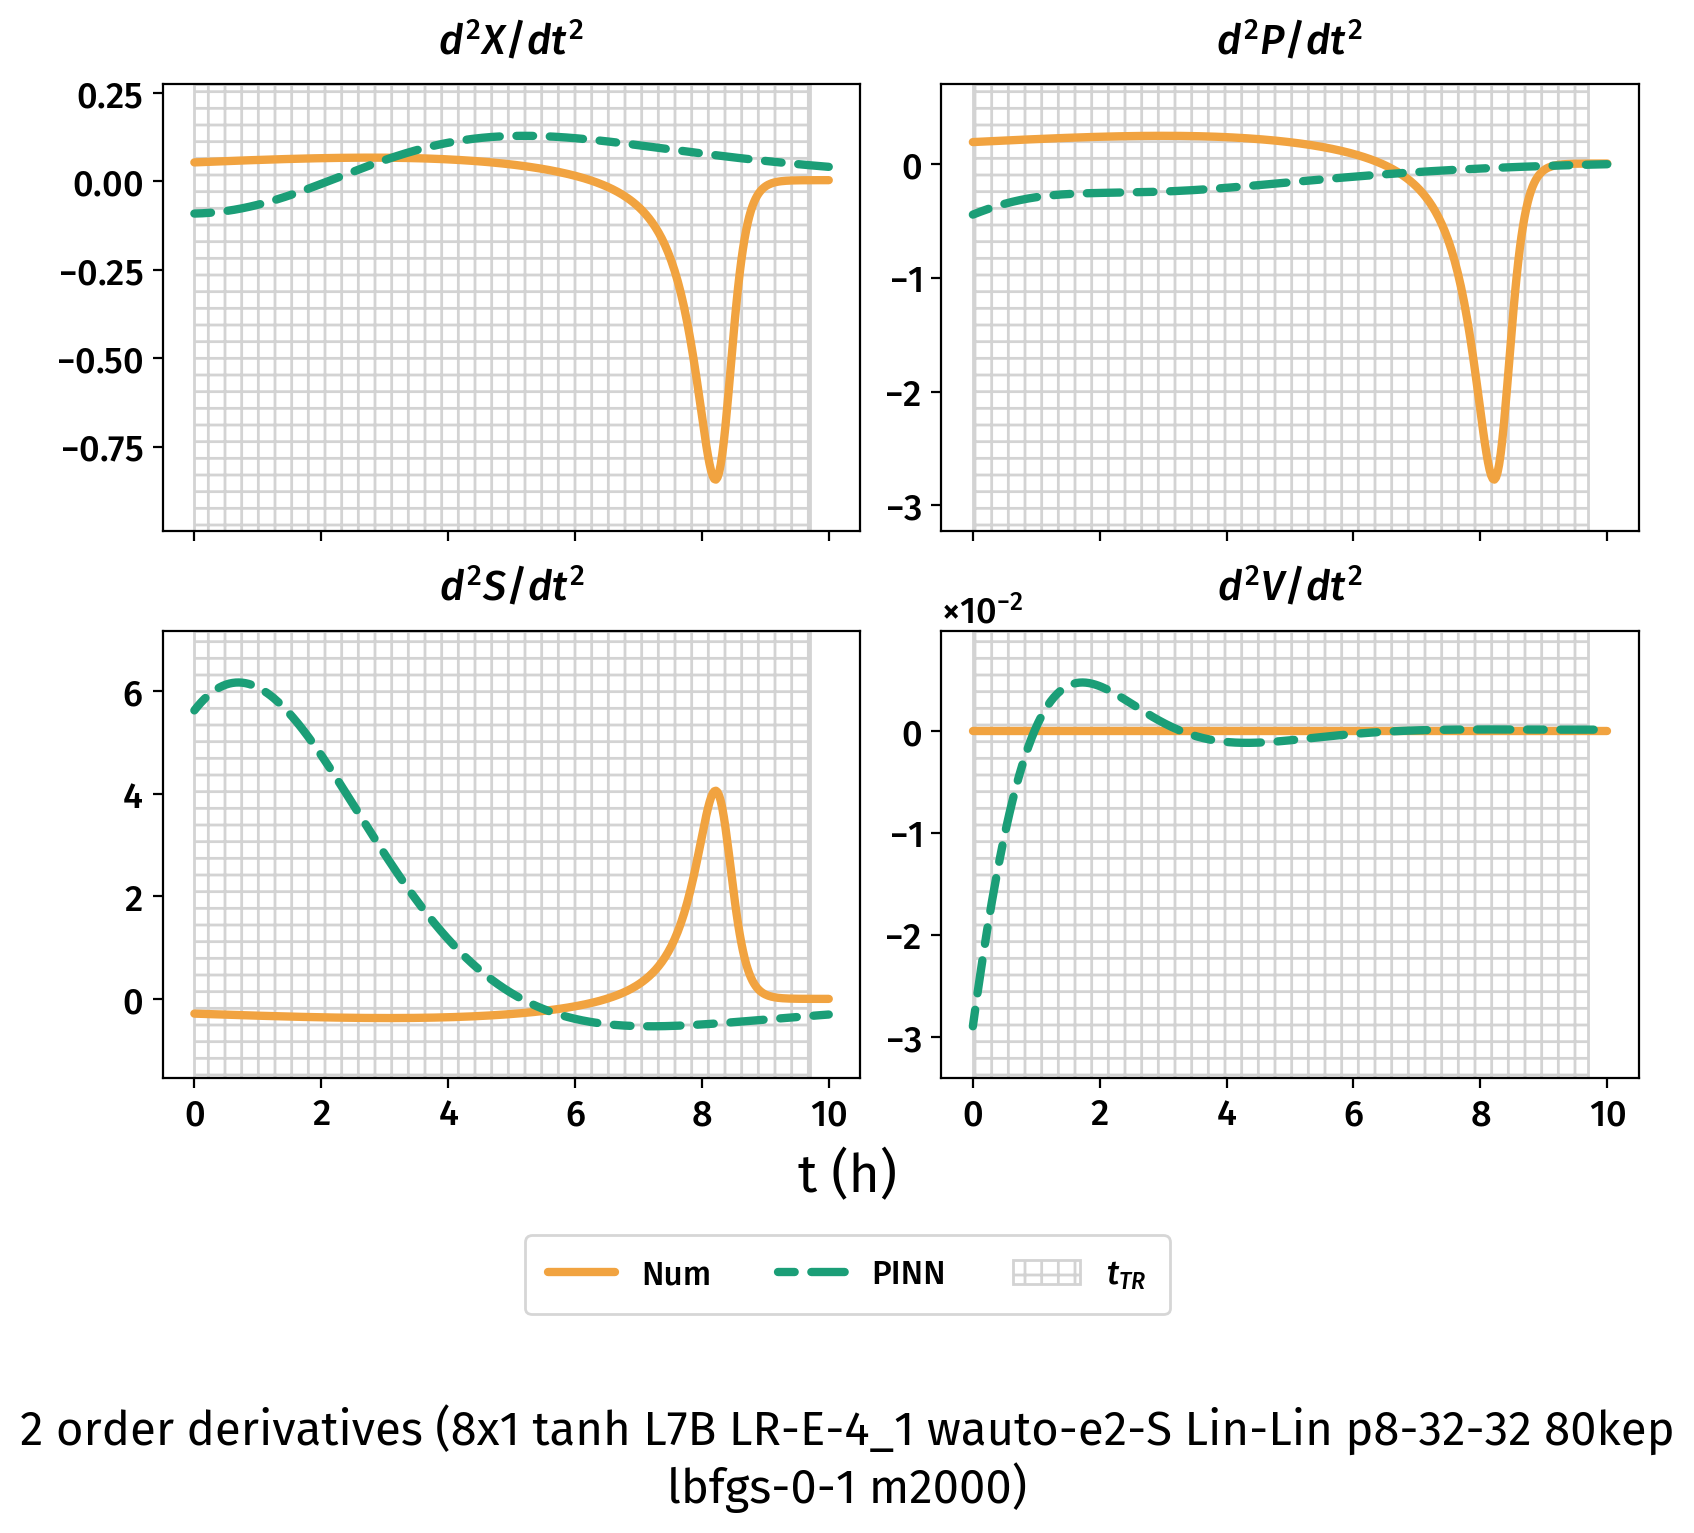 d²X/dt²
d²P/dt²
0.25
0.00
−0.25
−0.50
−0.75
0
−1
−2
−3
d²S/dt²
d²V/dt²
×10⁻²
6
4
2
0
0
−1
−2
−3
0 2 4 6 8 10
0 2 4 6 8 10
t (h)
Num PINN t_TR
2 order derivatives (8x1 tanh L7B LR-E-4_1 wauto-e2-S Lin-Lin p8-32-32 80kep
lbfgs-0-1 m2000)